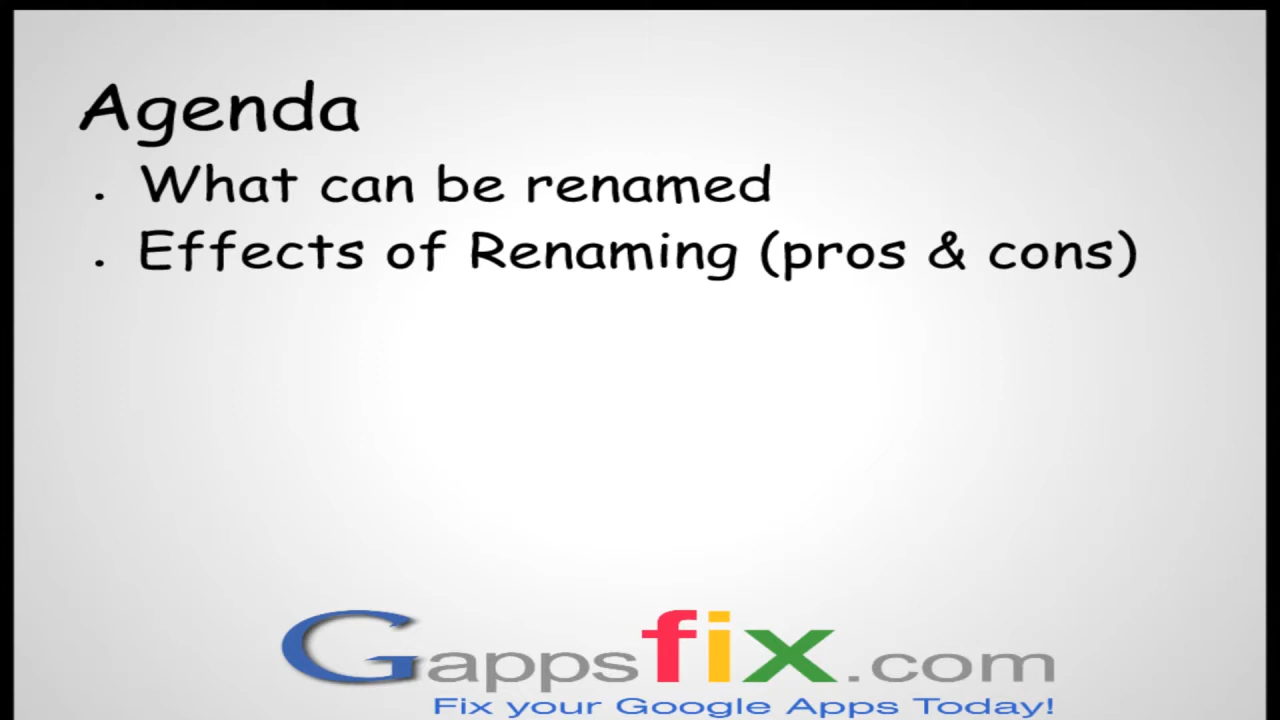 Agenda
. What can be renamed
. Effects of Renaming (pros & cons)
Gappsfix.com
Fix your Google Apps Today!